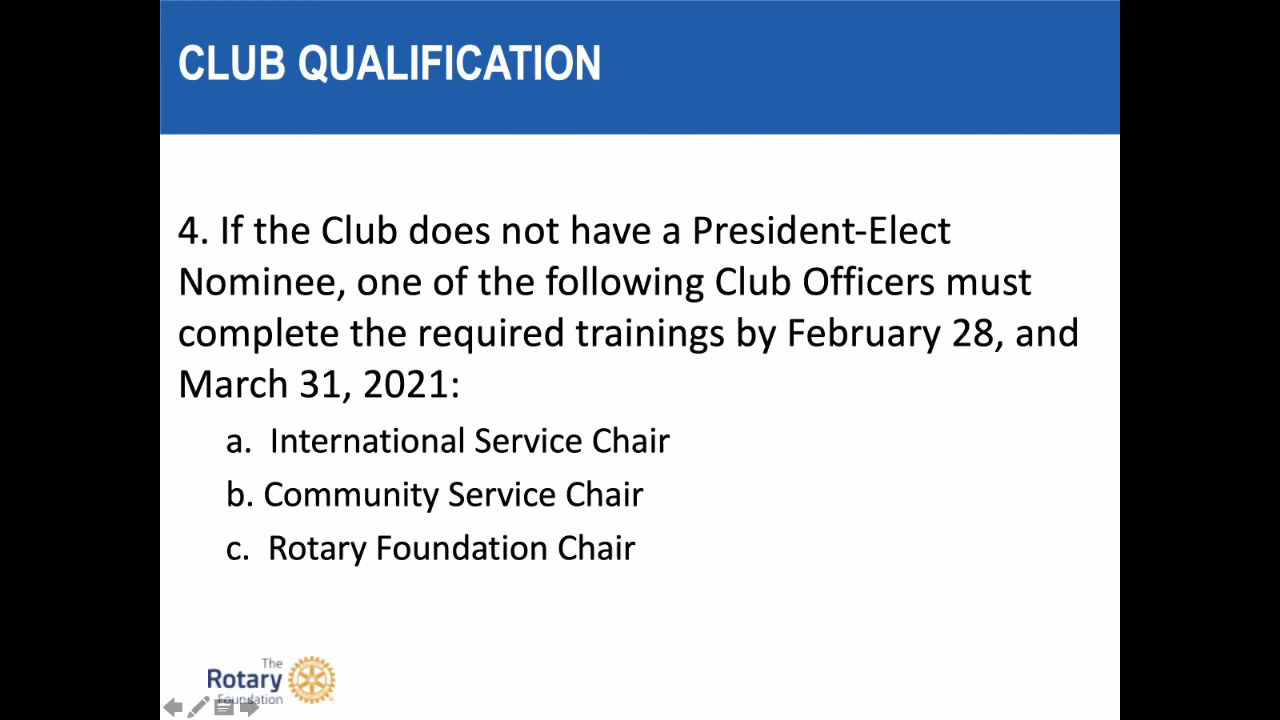 CLUB QUALIFICATION
4. If the Club does not have a President-Elect
Nominee, one of the following Club Officers must
complete the required trainings by February 28, and
March 31, 2021:
a. International Service Chair
b. Community Service Chair
c. Rotary Foundation Chair
The
Rotary
Foundation